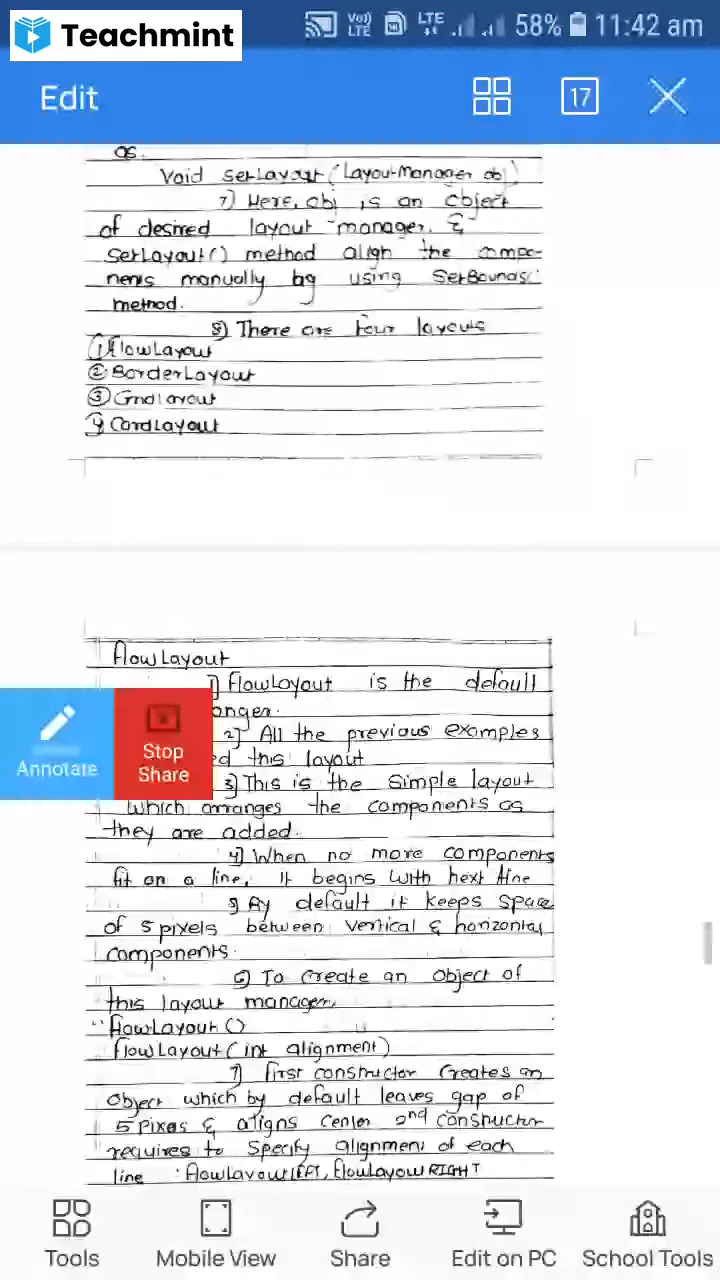 Teachmint
LTE 58% 11:42 am
Edit
17
as.
Void setLayout (LayoutManager obj)
7) Here, obj is an object
of desired layout manager. &
SetLayout() method align the compo-
nents manually by using SetBounds()
method.
8) There are four layouts
① FlowLayout
② BorderLayout
③ GridLayout
4) CardLayout
flowLayout
1] flowLayout is the default
anger.
2] All the previous examples
ed this layout
3] This is the simple layout
which arranges the components as
they are added.
4] When no more components
fit on a line, it begins with next line
5) By default it keeps space
of 5 pixels between vertical & horizontal
components.
6) To create an object of
this layout manager.
flowLayout ()
flowLayout (int alignment)
7) first constructor creates an
object which by default leaves gap of
5 pixes & aligns center 2nd constructor
requires to specify alignment of each
line flowLayout LEFT, flowLayout RIGHT
Annotate
Stop
Share
Tools
Mobile View
Share
Edit on PC
School Tools